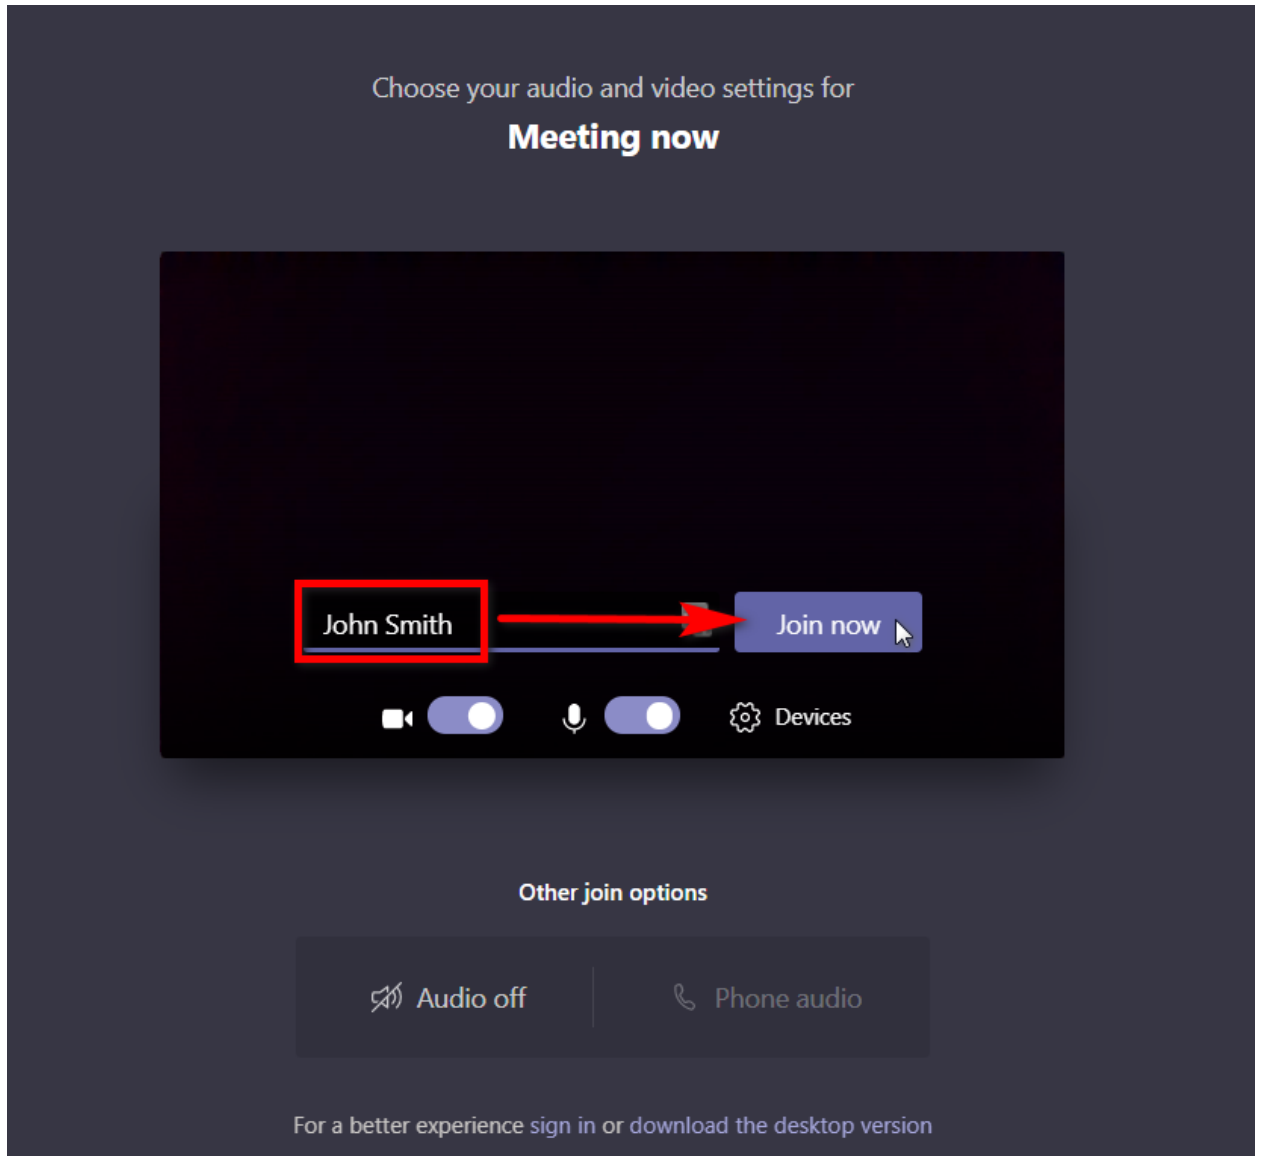 Choose your audio and video settings for
Meeting now
John Smith
Join now
Devices
Other join options
Audio off
Phone audio
For a better experience sign in or download the desktop version